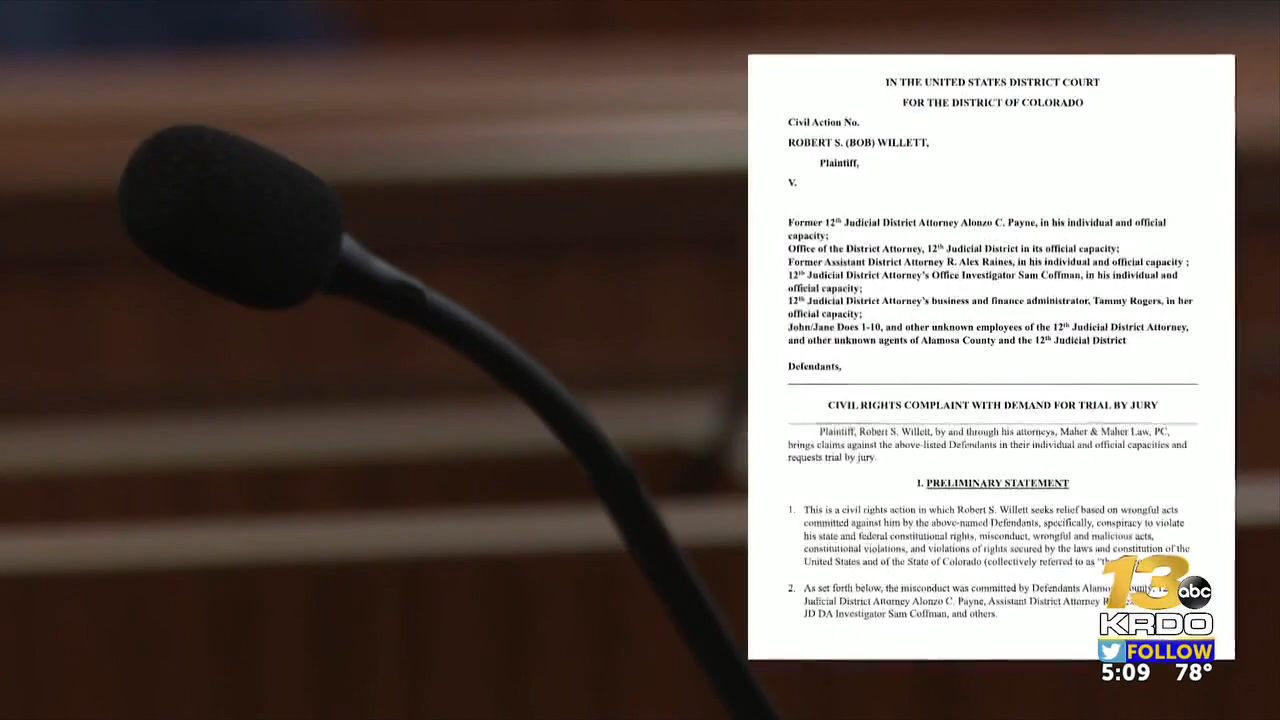 IN THE UNITED STATES DISTRICT COURT
FOR THE DISTRICT OF COLORADO
Civil Action No.
ROBERT S. (BOB) WILLETT,
Plaintiff,
V.
Former 12th Judicial District Attorney Alonzo C. Payne, in his individual and official
capacity;
Office of the District Attorney, 12th Judicial District in its official capacity;
Former Assistant District Attorney R. Alex Raines, in his individual and official capacity ;
12th Judicial District Attorney's Office Investigator Sam Coffman, in his individual and
official capacity;
12th Judicial District Attorney's business and finance administrator, Tammy Rogers, in her
official capacity;
John/Jane Does 1-10, and other unknown employees of the 12th Judicial District Attorney,
and other unknown agents of Alamosa County and the 12th Judicial District
Defendants,
CIVIL RIGHTS COMPLAINT WITH DEMAND FOR TRIAL BY JURY
Plaintiff, Robert S. Willett, by and through his attorneys, Maher & Maher Law, PC,
brings claims against the above-listed Defendants in their individual and official capacities and
requests trial by jury.
I. PRELIMINARY STATEMENT
1. This is a civil rights action in which Robert S. Willett seeks relief based on wrongful acts
committed against him by the above-named Defendants, specifically, conspiracy to violate
his state and federal constitutional rights, misconduct, wrongful and malicious acts,
constitutional violations, and violations of rights secured by the laws and constitution of the
United States and of the State of Colorado (collectively referred to as
2. As set forth below, the misconduct was committed by Defendants
Judicial District Attorney Alonzo C. Payne, Assistant District Attorney
JD DA Investigator Sam Coffman, and others.
13 abc
KRDO
FOLLOW
5:09 78°